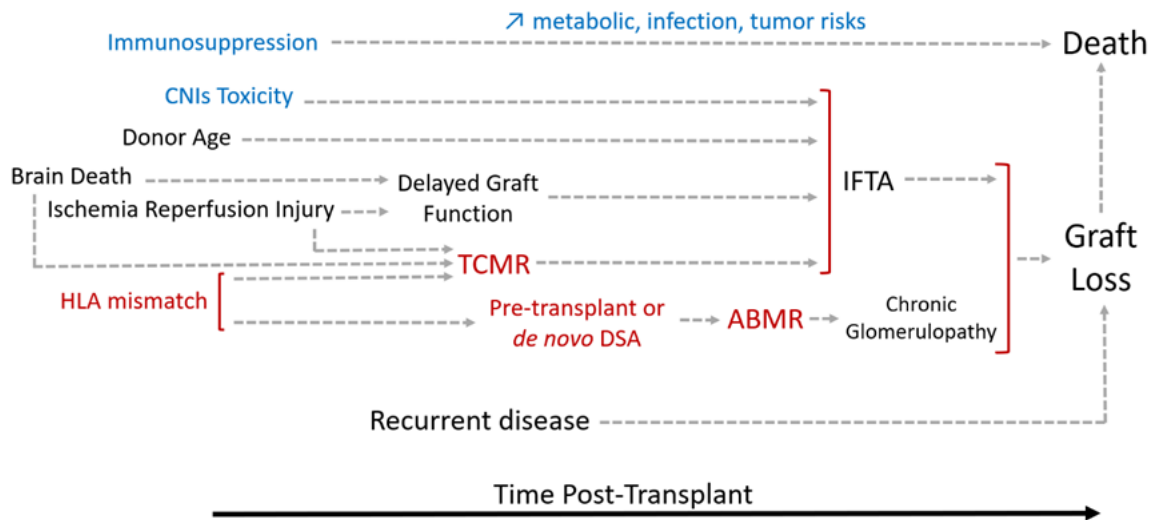 ↗ metabolic, infection, tumor risks
Immunosuppression
Death
CNIs Toxicity
Donor Age
Brain Death
Delayed Graft
Function
IFTA
Ischemia Reperfusion Injury
Graft
Loss
TCMR
HLA mismatch
Pre-transplant or
de novo DSA
ABMR
Chronic
Glomerulopathy
Recurrent disease
Time Post-Transplant